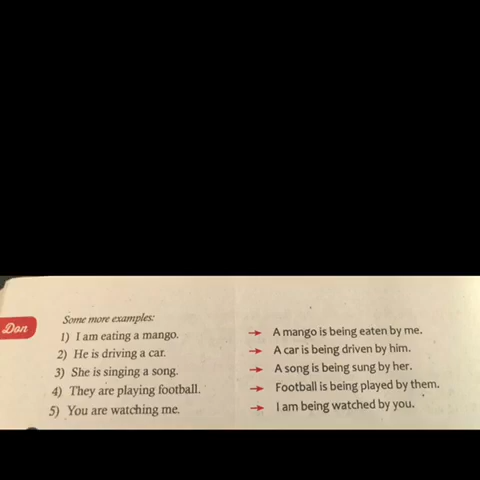 Don
Some more examples:
1) I am eating a mango. → A mango is being eaten by me.
2) He is driving a car. → A car is being driven by him.
3) She is singing a song. → A song is being sung by her.
4) They are playing football. → Football is being played by them.
5) You are watching me. → I am being watched by you.